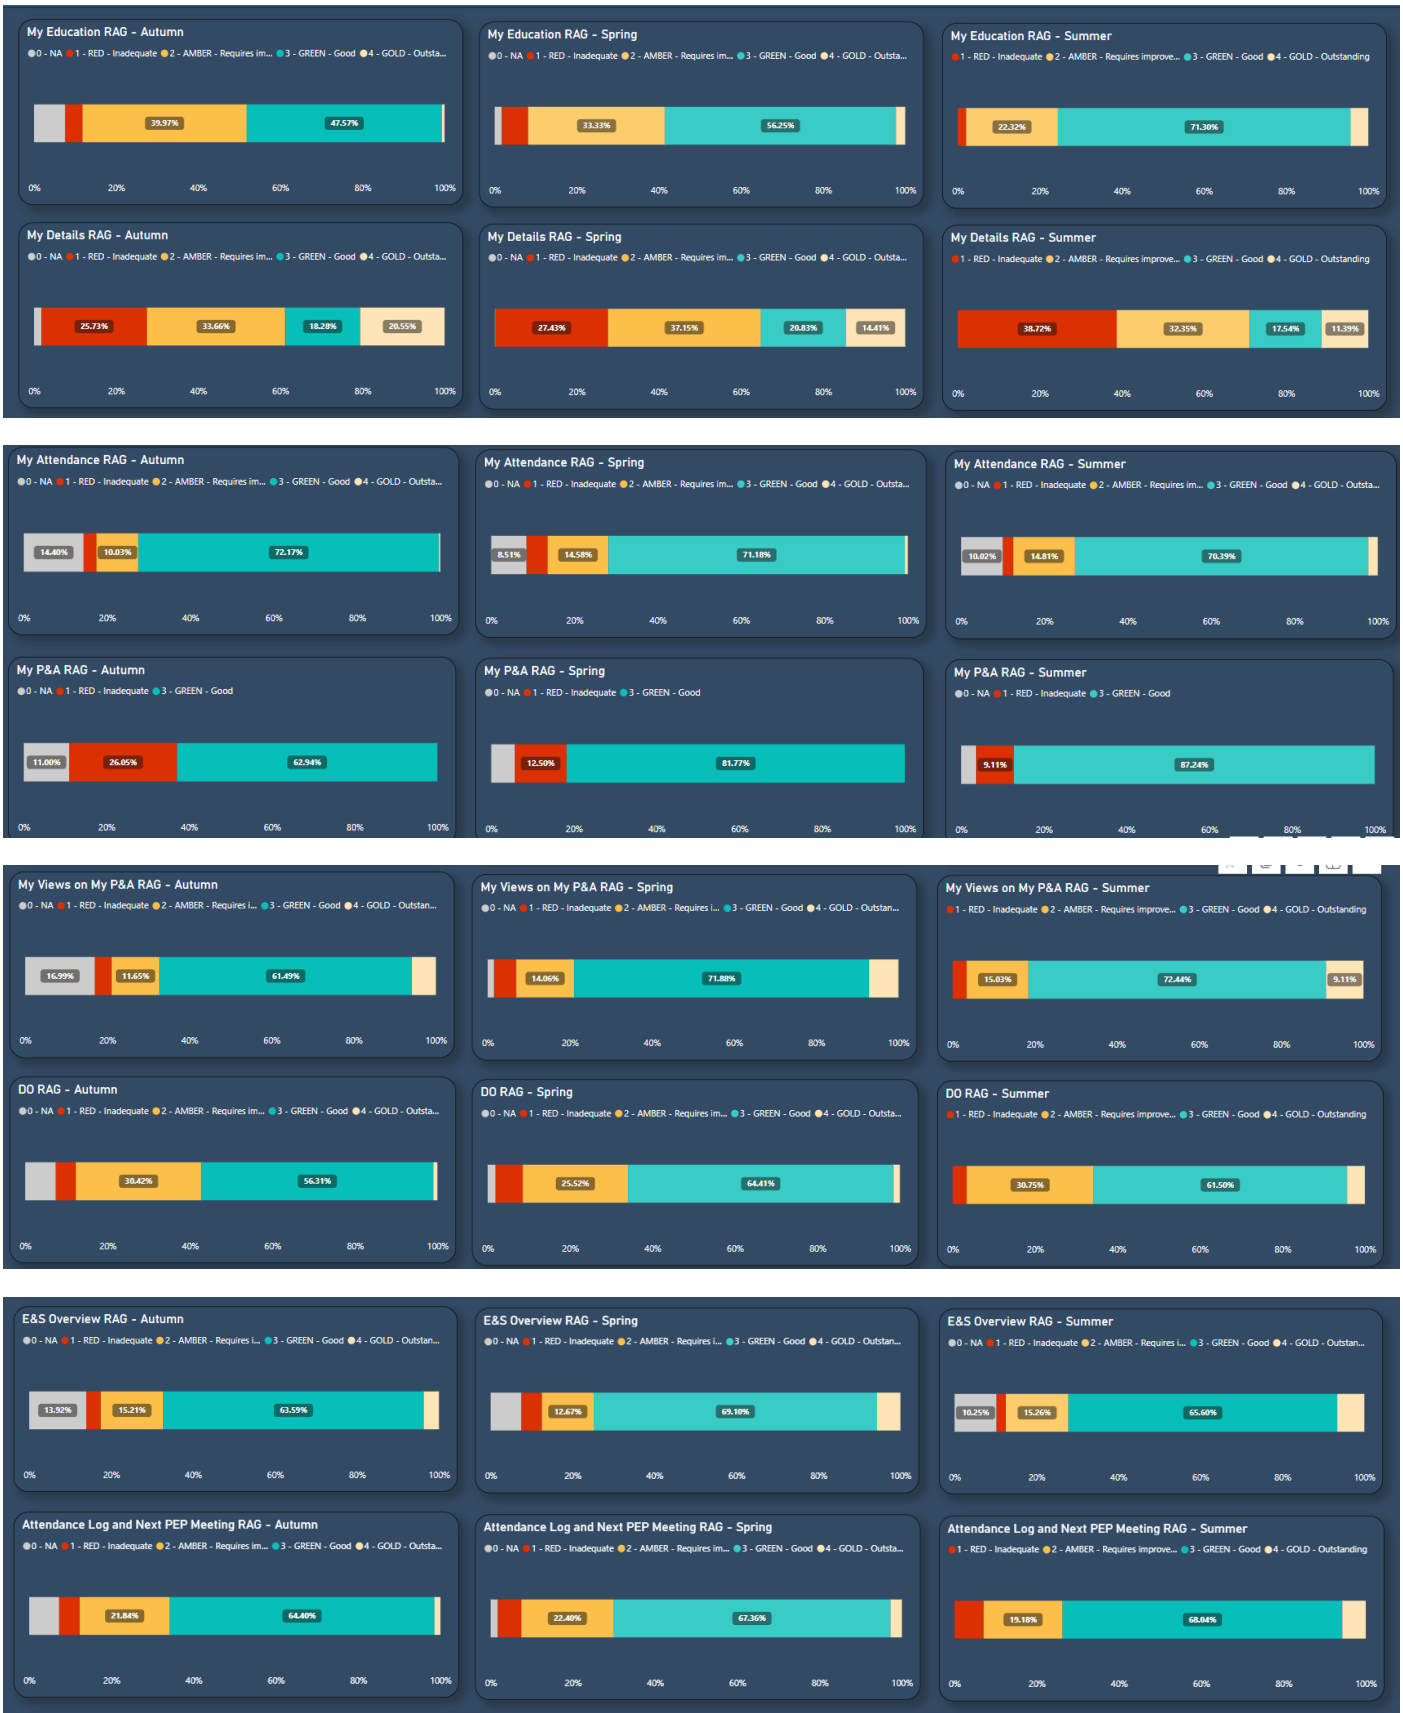 My Education RAG - Autumn
0 - NA 1 - RED - Inadequate 2 - AMBER - Requires im... 3 - GREEN - Good 4 - GOLD - Outsta...
39.97% 47.57%
0% 20% 40% 60% 80% 100%
My Education RAG - Spring
0 - NA 1 - RED - Inadequate 2 - AMBER - Requires im... 3 - GREEN - Good 4 - GOLD - Outsta...
33.33% 56.25%
0% 20% 40% 60% 80% 100%
My Education RAG - Summer
1 - RED - Inadequate 2 - AMBER - Requires improve... 3 - GREEN - Good 4 - GOLD - Outstanding
22.32% 71.30%
0% 20% 40% 60% 80% 100%
My Details RAG - Autumn
0 - NA 1 - RED - Inadequate 2 - AMBER - Requires im... 3 - GREEN - Good 4 - GOLD - Outsta...
25.73% 33.66% 18.28% 20.55%
0% 20% 40% 60% 80% 100%
My Details RAG - Spring
0 - NA 1 - RED - Inadequate 2 - AMBER - Requires im... 3 - GREEN - Good 4 - GOLD - Outsta...
27.43% 37.15% 20.83% 14.41%
0% 20% 40% 60% 80% 100%
My Details RAG - Summer
1 - RED - Inadequate 2 - AMBER - Requires improve... 3 - GREEN - Good 4 - GOLD - Outstanding
38.72% 32.35% 17.54% 11.39%
0% 20% 40% 60% 80% 100%
My Attendance RAG - Autumn
0 - NA 1 - RED - Inadequate 2 - AMBER - Requires im... 3 - GREEN - Good 4 - GOLD - Outsta...
14.40% 10.03% 72.17%
0% 20% 40% 60% 80% 100%
My Attendance RAG - Spring
0 - NA 1 - RED - Inadequate 2 - AMBER - Requires im... 3 - GREEN - Good 4 - GOLD - Outsta...
8.51% 14.58% 71.18%
0% 20% 40% 60% 80% 100%
My Attendance RAG - Summer
0 - NA 1 - RED - Inadequate 2 - AMBER - Requires im... 3 - GREEN - Good 4 - GOLD - Outsta...
10.02% 14.81% 70.39%
0% 20% 40% 60% 80% 100%
My P&A RAG - Autumn
0 - NA 1 - RED - Inadequate 3 - GREEN - Good
11.00% 26.05% 62.94%
0% 20% 40% 60% 80% 100%
My P&A RAG - Spring
0 - NA 1 - RED - Inadequate 3 - GREEN - Good
12.50% 81.77%
0% 20% 40% 60% 80% 100%
My P&A RAG - Summer
0 - NA 1 - RED - Inadequate 3 - GREEN - Good
9.11% 87.24%
0% 20% 40% 60% 80% 100%
My Views on My P&A RAG - Autumn
0 - NA 1 - RED - Inadequate 2 - AMBER - Requires i... 3 - GREEN - Good 4 - GOLD - Outstan...
16.99% 11.65% 61.49%
0% 20% 40% 60% 80% 100%
My Views on My P&A RAG - Spring
0 - NA 1 - RED - Inadequate 2 - AMBER - Requires i... 3 - GREEN - Good 4 - GOLD - Outstan...
14.06% 71.88%
0% 20% 40% 60% 80% 100%
My Views on My P&A RAG - Summer
1 - RED - Inadequate 2 - AMBER - Requires improve... 3 - GREEN - Good 4 - GOLD - Outstanding
15.03% 72.44% 9.11%
0% 20% 40% 60% 80% 100%
DO RAG - Autumn
0 - NA 1 - RED - Inadequate 2 - AMBER - Requires im... 3 - GREEN - Good 4 - GOLD - Outsta...
30.42% 56.31%
0% 20% 40% 60% 80% 100%
DO RAG - Spring
0 - NA 1 - RED - Inadequate 2 - AMBER - Requires im... 3 - GREEN - Good 4 - GOLD - Outsta...
25.52% 64.41%
0% 20% 40% 60% 80% 100%
DO RAG - Summer
1 - RED - Inadequate 2 - AMBER - Requires improve... 3 - GREEN - Good 4 - GOLD - Outstanding
30.75% 61.50%
0% 20% 40% 60% 80% 100%
E&S Overview RAG - Autumn
0 - NA 1 - RED - Inadequate 2 - AMBER - Requires i... 3 - GREEN - Good 4 - GOLD - Outstan...
13.92% 15.21% 63.59%
0% 20% 40% 60% 80% 100%
E&S Overview RAG - Spring
0 - NA 1 - RED - Inadequate 2 - AMBER - Requires i... 3 - GREEN - Good 4 - GOLD - Outstan...
12.67% 69.10%
0% 20% 40% 60% 80% 100%
E&S Overview RAG - Summer
0 - NA 1 - RED - Inadequate 2 - AMBER - Requires i... 3 - GREEN - Good 4 - GOLD - Outstan...
10.25% 15.26% 65.60%
0% 20% 40% 60% 80% 100%
Attendance Log and Next PEP Meeting RAG - Autumn
0 - NA 1 - RED - Inadequate 2 - AMBER - Requires im... 3 - GREEN - Good 4 - GOLD - Outsta...
21.84% 64.40%
0% 20% 40% 60% 80% 100%
Attendance Log and Next PEP Meeting RAG - Spring
0 - NA 1 - RED - Inadequate 2 - AMBER - Requires im... 3 - GREEN - Good 4 - GOLD - Outsta...
22.40% 67.36%
0% 20% 40% 60% 80% 100%
Attendance Log and Next PEP Meeting RAG - Summer
1 - RED - Inadequate 2 - AMBER - Requires improve... 3 - GREEN - Good 4 - GOLD - Outstanding
19.18% 68.04%
0% 20% 40% 60% 80% 100%